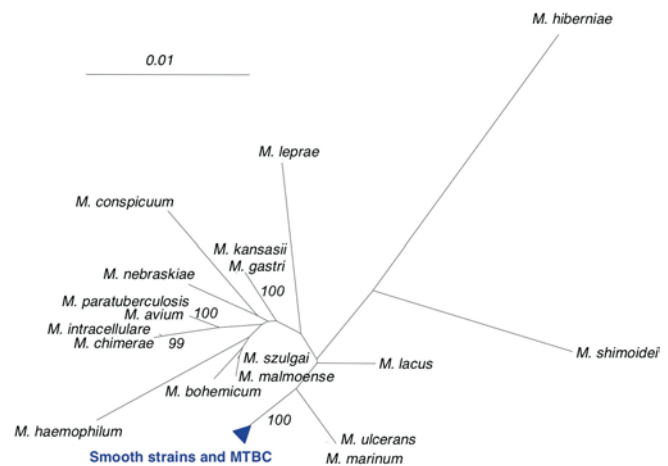 M. hiberniae
0.01
M. leprae
M. conspicuum
M. kansasii
M. gastri
M. nebraskiae
100
M. paratuberculosis
M. avium
100
M. intracellulare
M. chimerae
99
M. szulgai
M. lacus
M. shimoidei
M. malmoense
M. bohemicum
100
M. haemophilum
M. ulcerans
Smooth strains and MTBC
M. marinum